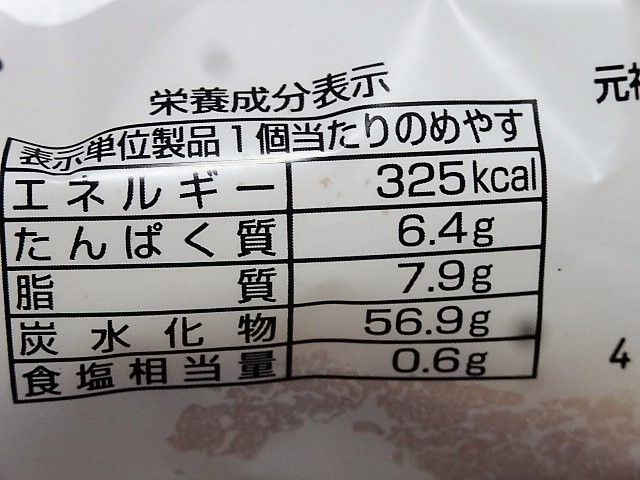 栄養成分表示
表示単位製品1個当たりのめやす
エネルギー 325kcal
たんぱく質 6.4g
脂質 7.9g
炭水化物 56.9g
食塩相当量 0.6g
元
4